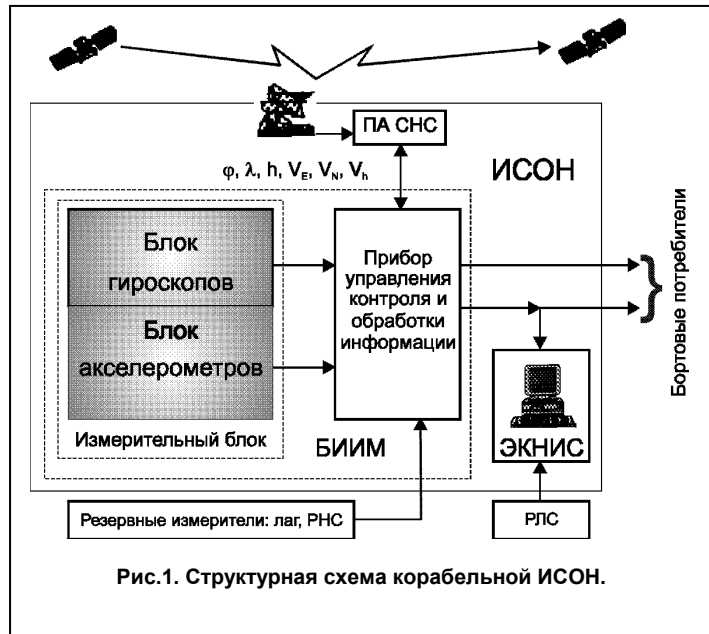 ПА СНС
φ, λ, h, V_E, V_N, V_h
ИСОН
Блок
гироскопов
Блок
акселерометров
Измерительный блок
Прибор
управления
контроля и
обработки
информации
БИИМ
ЭКНИС
Бортовые потребители
Резервные измерители: лаг, РНС
РЛС
Рис.1. Структурная схема корабельной ИСОН.